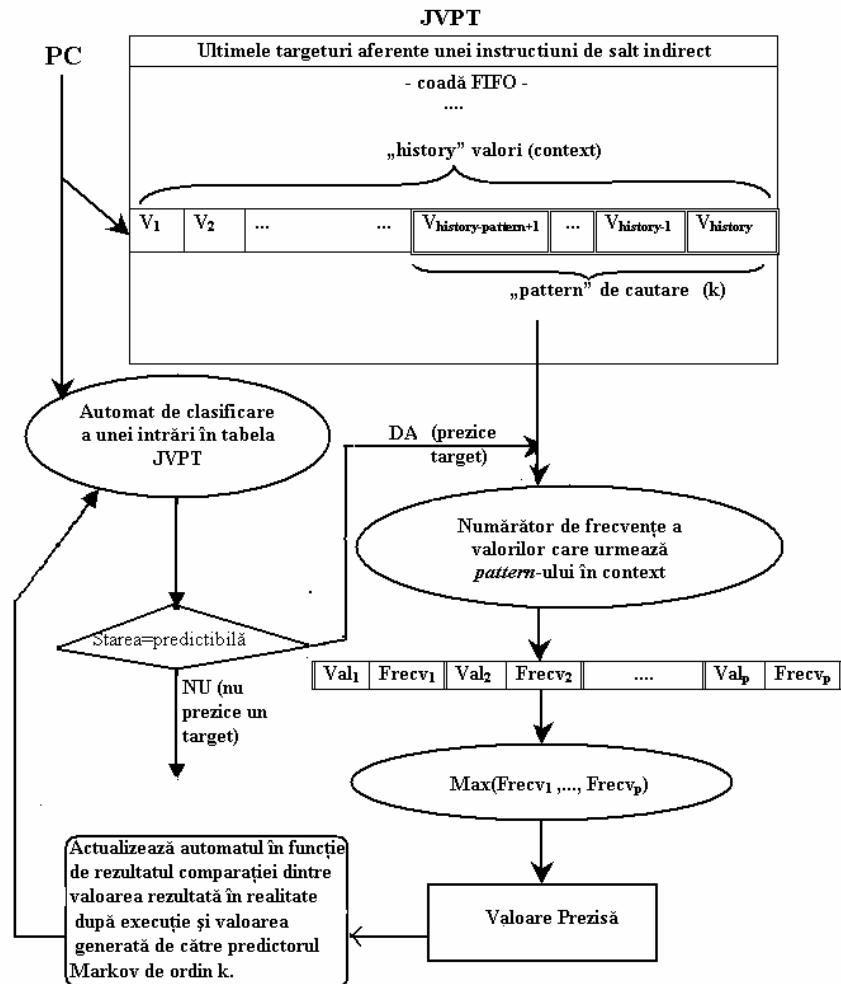 JVPT
PC
Ultimele targeturi aferente unei instructiuni de salt indirect
- coadă FIFO -
....
„history” valori (context)
V1 V2 ... ... Vhistory-pattern+1 ... Vhistory-1 Vhistory
„pattern” de cautare (k)
Automat de clasificare
a unei intrări în tabela
JVPT
DA (prezice
target)
Numărător de frecvențe a
valorilor care urmează
pattern-ului în context
Starea=predictibilă
NU (nu
prezice un
target)
Val1 Frecv1 Val2 Frecv2 .... Valp Frecvp
Max(Frecv1 ,..., Frecvp)
Actualizează automatul în funcție
de rezultatul comparației dintre
valoarea rezultată în realitate
după execuție și valoarea
generată de către predictorul
Markov de ordin k.
Valoare Prezisă